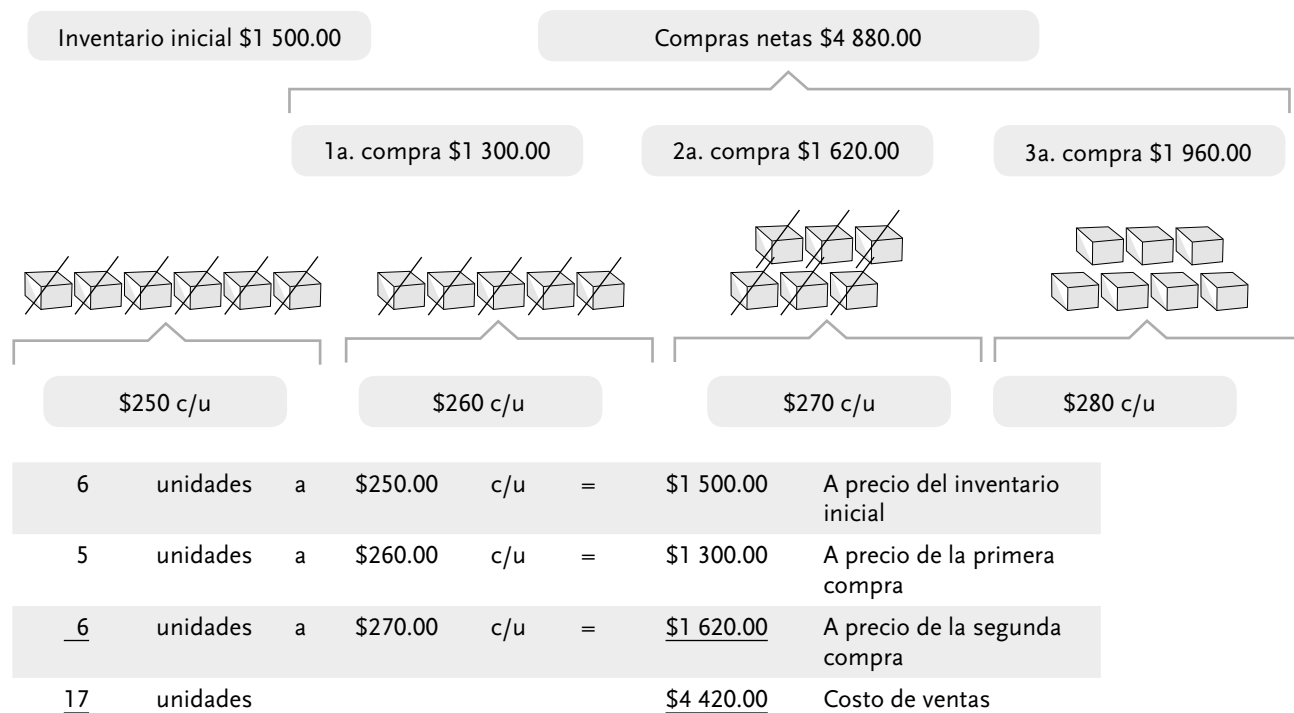 Inventario inicial $1 500.00
Compras netas $4 880.00
1a. compra $1 300.00
2a. compra $1 620.00
3a. compra $1 960.00
$250 c/u
$260 c/u
$270 c/u
$280 c/u
6 unidades a $250.00 c/u = $1 500.00 A precio del inventario
inicial
5 unidades a $260.00 c/u = $1 300.00 A precio de la primera
compra
6 unidades a $270.00 c/u = $1 620.00 A precio de la segunda
compra
17 unidades $4 420.00 Costo de ventas